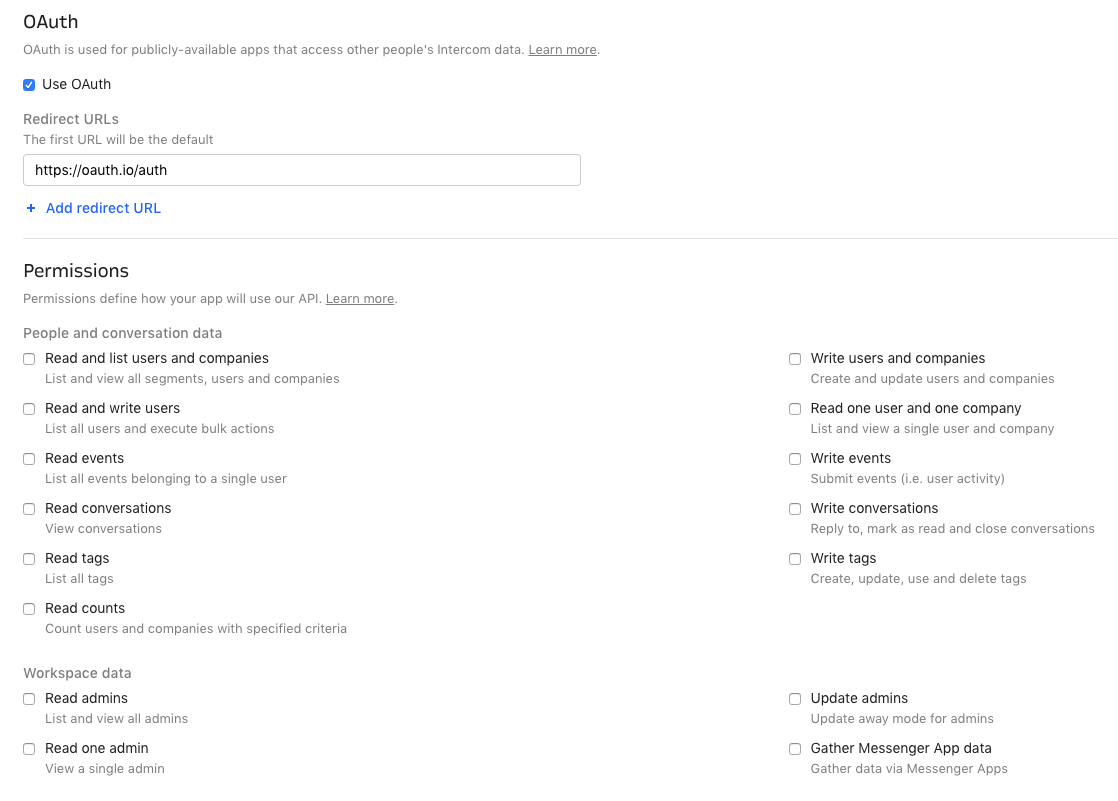 OAuth
OAuth is used for publicly-available apps that access other people's Intercom data. Learn more.
Use OAuth
Redirect URLs
The first URL will be the default
https://oauth.io/auth
+ Add redirect URL
Permissions
Permissions define how your app will use our API. Learn more.
People and conversation data
Read and list users and companies
List and view all segments, users and companies
Write users and companies
Create and update users and companies
Read and write users
List all users and execute bulk actions
Read one user and one company
List and view a single user and company
Read events
List all events belonging to a single user
Write events
Submit events (i.e. user activity)
Read conversations
View conversations
Write conversations
Reply to, mark as read and close conversations
Read tags
List all tags
Write tags
Create, update, use and delete tags
Read counts
Count users and companies with specified criteria
Workspace data
Read admins
List and view all admins
Update admins
Update away mode for admins
Read one admin
View a single admin
Gather Messenger App data
Gather data via Messenger Apps